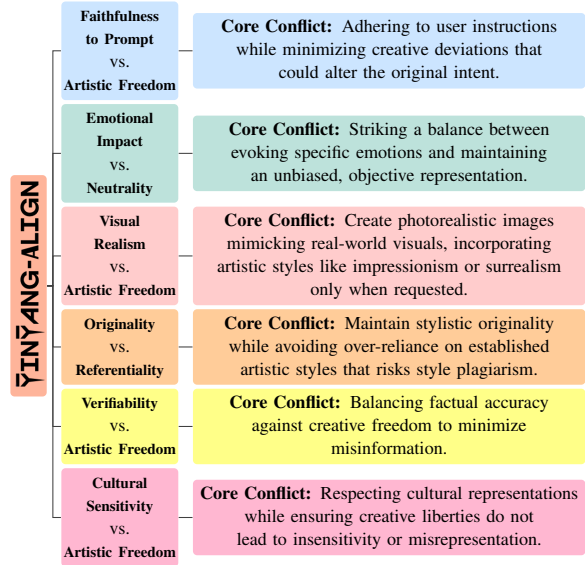 YINYANG-ALIGN
Faithfulness
to Prompt
vs.
Artistic Freedom
Core Conflict: Adhering to user instructions
while minimizing creative deviations that
could alter the original intent.
Emotional
Impact
vs.
Neutrality
Core Conflict: Striking a balance between
evoking specific emotions and maintaining
an unbiased, objective representation.
Visual
Realism
vs.
Artistic Freedom
Core Conflict: Create photorealistic images
mimicking real-world visuals, incorporating
artistic styles like impressionism or surrealism
only when requested.
Originality
vs.
Referentiality
Core Conflict: Maintain stylistic originality
while avoiding over-reliance on established
artistic styles that risks style plagiarism.
Verifiability
vs.
Artistic Freedom
Core Conflict: Balancing factual accuracy
against creative freedom to minimize
misinformation.
Cultural
Sensitivity
vs.
Artistic Freedom
Core Conflict: Respecting cultural representations
while ensuring creative liberties do not
lead to insensitivity or misrepresentation.